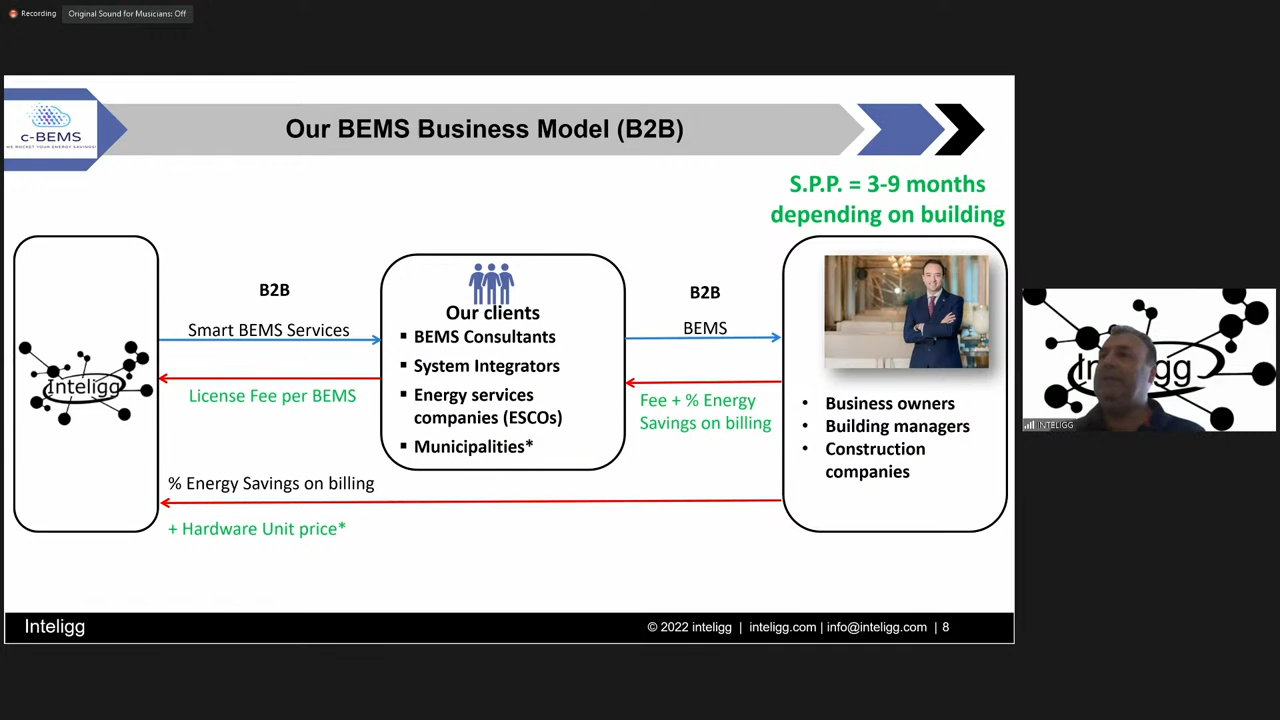 Recording
Original Sound for Musicians: Off
c-BEMS
WE ROCKET YOUR ENERGY SAVINGS!
Our BEMS Business Model (B2B)
S.P.P. = 3-9 months
depending on building
B2B
Smart BEMS Services
License Fee per BEMS
Inteligg
Our clients
▪ BEMS Consultants
▪ System Integrators
▪ Energy services
companies (ESCOs)
▪ Municipalities*
B2B
BEMS
Fee + % Energy
Savings on billing
• Business owners
• Building managers
• Construction
companies
% Energy Savings on billing
+ Hardware Unit price*
Inteligg
© 2022 inteligg | inteligg.com | info@inteligg.com | 8
Inteligg
INTELIGG